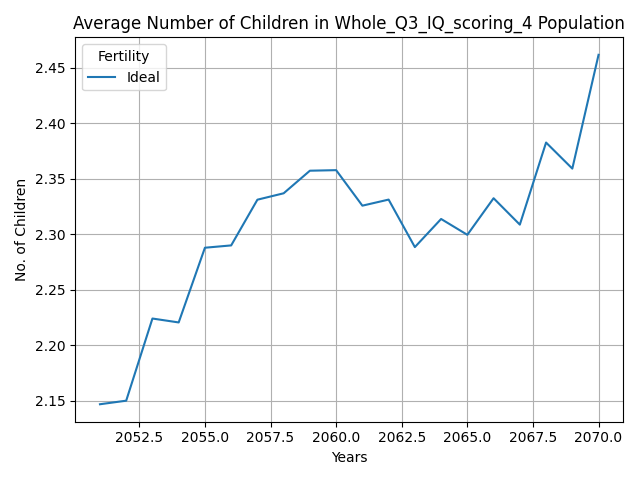 Average Number of Children in Whole_Q3_IQ_scoring_4 Population
Fertility
Ideal
No. of Children
2.45
2.40
2.35
2.30
2.25
2.20
2.15
2052.5 2055.0 2057.5 2060.0 2062.5 2065.0 2067.5 2070.0
Years